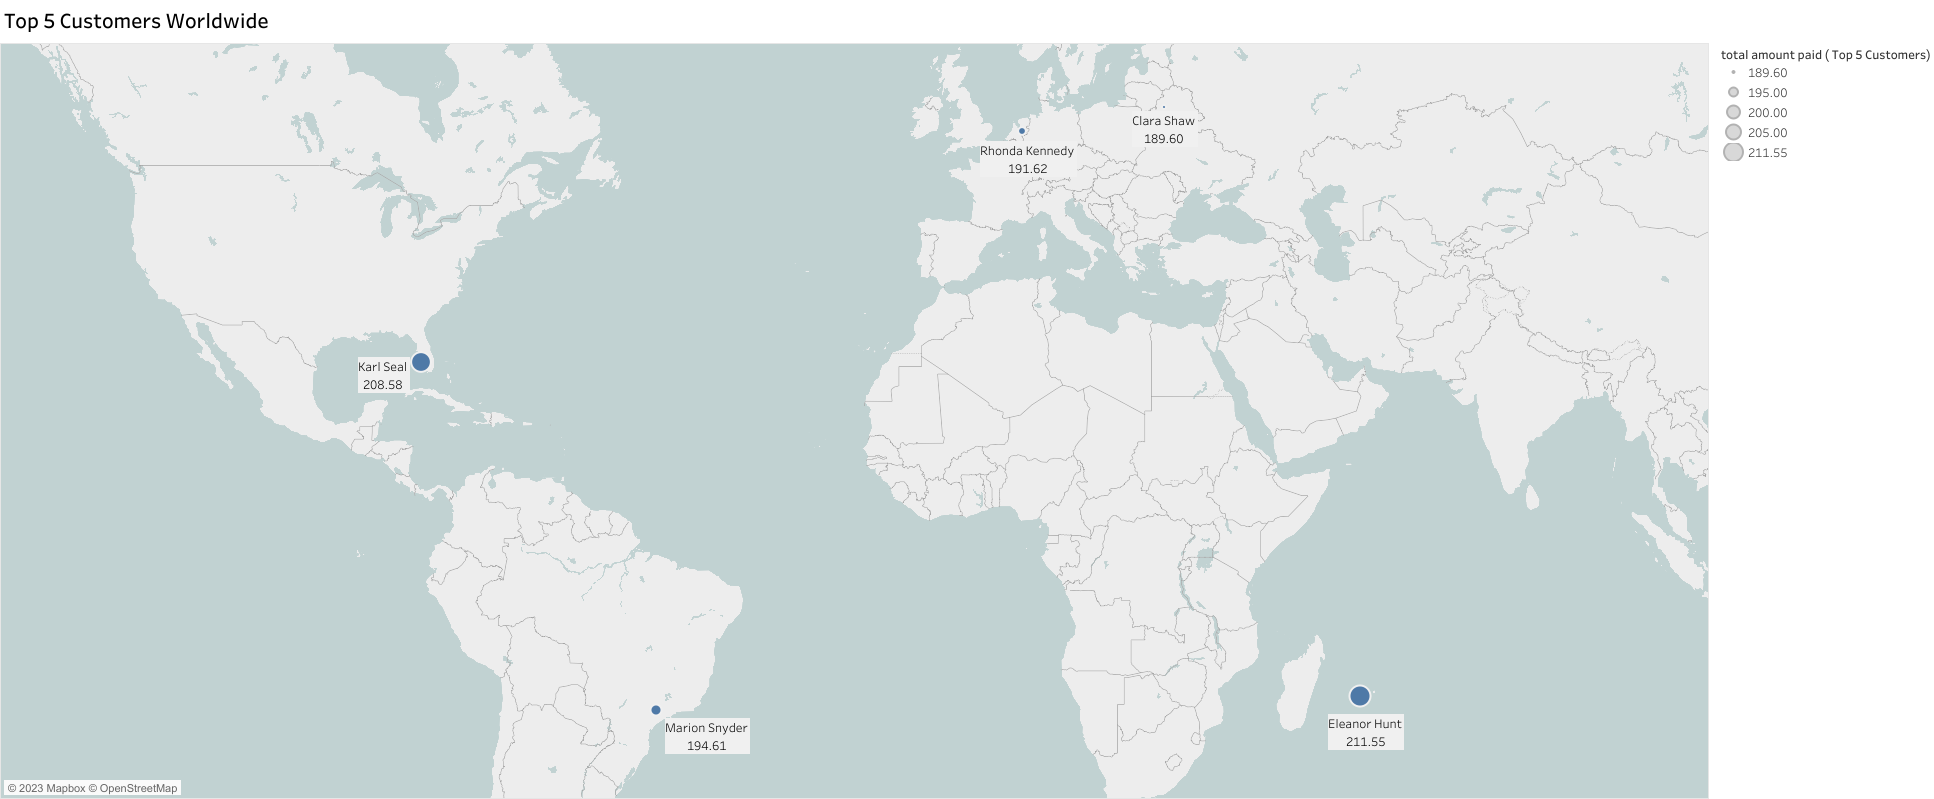 Top 5 Customers Worldwide
total amount paid ( Top 5 Customers)
189.60
195.00
200.00
205.00
211.55
Clara Shaw
189.60
Rhonda Kennedy
191.62
Karl Seal
208.58
Marion Snyder
194.61
Eleanor Hunt
211.55
© 2023 Mapbox © OpenStreetMap